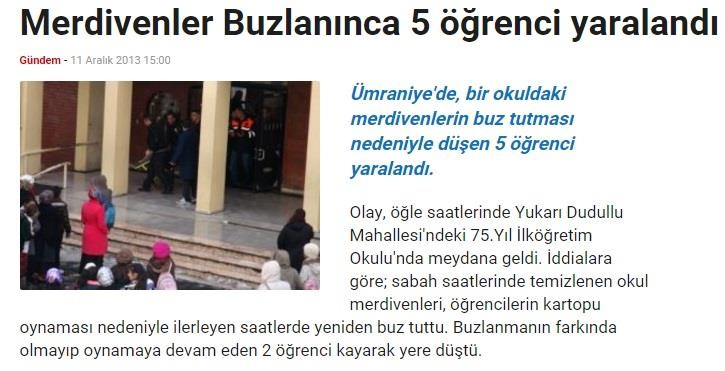 Merdivenler Buzlanınca 5 öğrenci yaralandı
Gündem - 11 Aralık 2013 15:00
Ümraniye'de, bir okuldaki
merdivenlerin buz tutması
nedeniyle düşen 5 öğrenci
yaralandı.
Olay, öğle saatlerinde Yukarı Dudullu
Mahallesi'ndeki 75.Yıl İlköğretim
Okulu'nda meydana geldi. İddialara
göre; sabah saatlerinde temizlenen okul
merdivenleri, öğrencilerin kartopu
oynaması nedeniyle ilerleyen saatlerde yeniden buz tuttu. Buzlanmanın farkında
olmayıp oynamaya devam eden 2 öğrenci kayarak yere düştü.